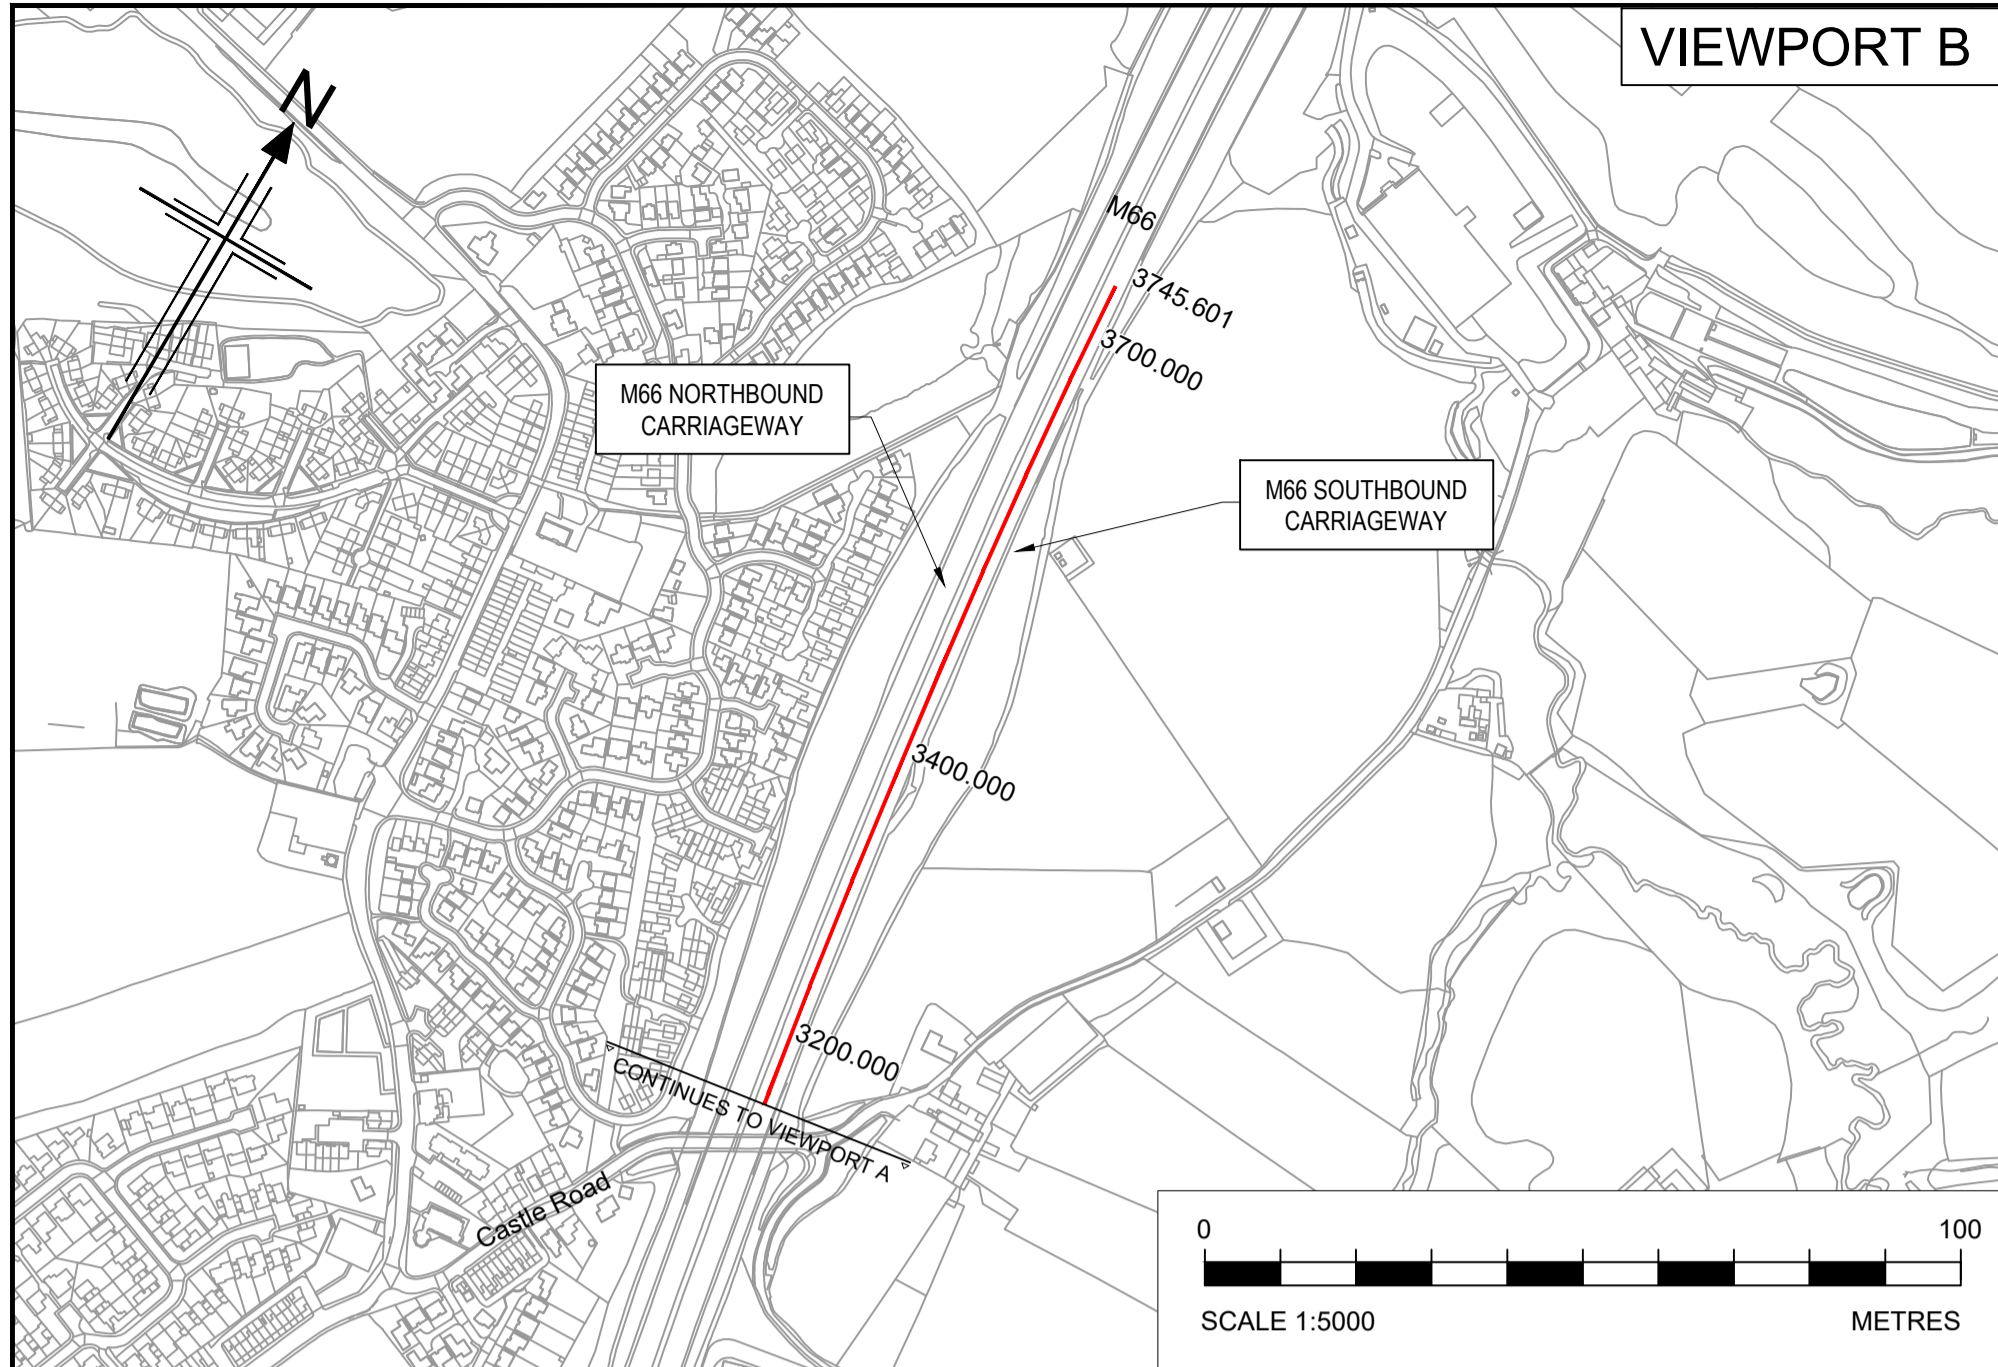 VIEWPORT B
N
M66
3745.601
3700.000
M66 NORTHBOUND
CARRIAGEWAY
M66 SOUTHBOUND
CARRIAGEWAY
3400.000
3200.000
CONTINUES TO VIEWPORT A
Castle Road
0 100
SCALE 1:5000 METRES